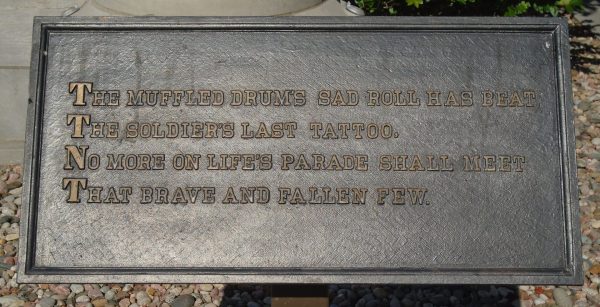 THE MUFFLED DRUM'S SAD ROLL HAS BEAT
THE SOLDIER'S LAST TATTOO.
NO MORE ON LIFE'S PARADE SHALL MEET
THAT BRAVE AND FALLEN FEW.